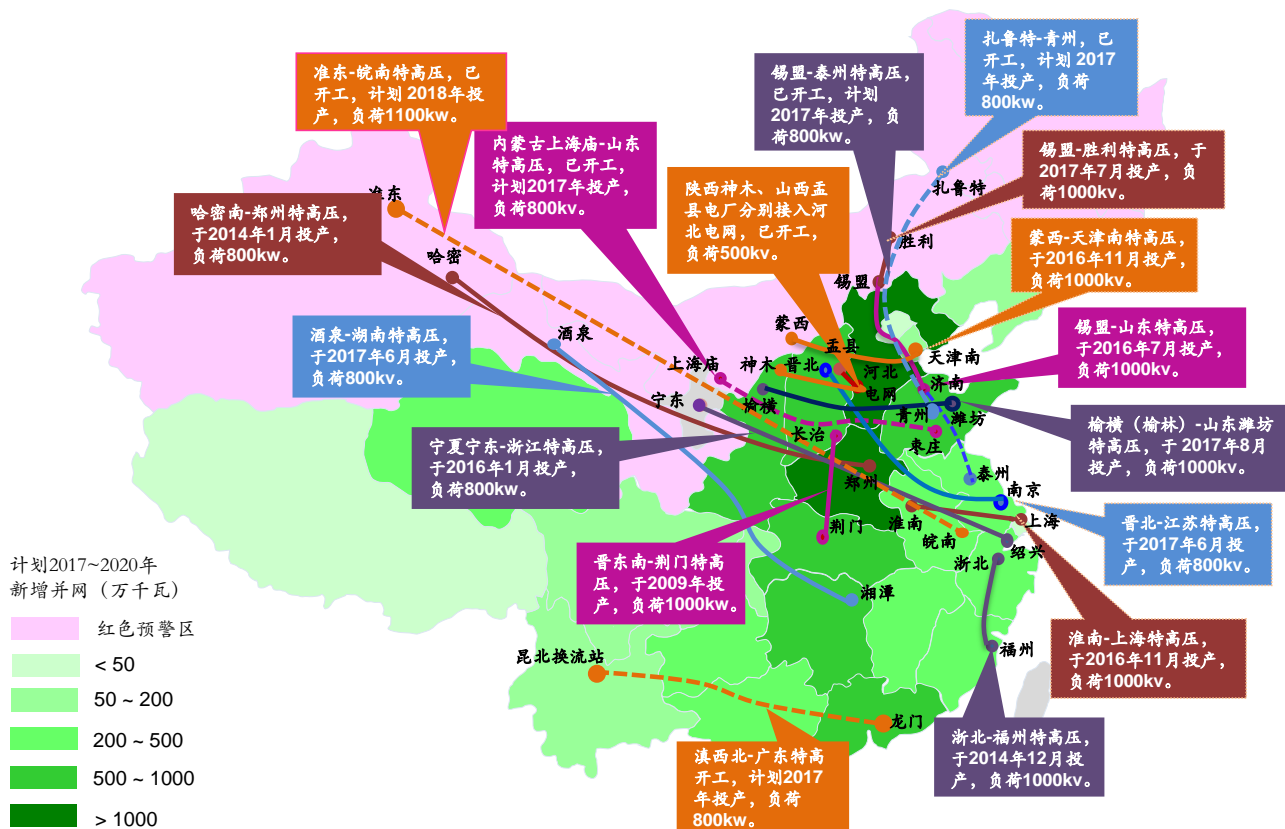 准东-皖南特高压，已
开工，计划 2018年投
产，负荷1100kw。
锡盟-泰州特高压，
已开工，计划
2017年投产，负
荷800kw。
扎鲁特-青州，已
开工，计划 2017
年投产，负荷
800kw。
内蒙古上海庙-山东
特高压，已开工，
计划2017年投产，
负荷800kv。
锡盟-胜利特高压，于
2017年7月投产，负
荷1000kw。
陕西神木、山西盂
县电厂分别接入河
北电网，已开工，
负荷500kv。
哈密南-郑州特高压，
于2014年1月投产，
负荷800kw。
蒙西-天津南特高压，
于2016年11月投产，
负荷1000kv。
酒泉-湖南特高压，
于2017年6月投产，
负荷800kv。
锡盟-山东特高压，
于2016年7月投产，
负荷1000kv。
宁夏宁东-浙江特高压，
于2016年1月投产，
负荷800kw。
榆横（榆林）-山东潍坊
特高压，于 2017年8月
投产，负荷1000kv。
晋东南-荆门特高
压，于2009年投
产，负荷1000kw。
晋北-江苏特高压，
于2017年6月投
产，负荷800kv。
淮南-上海特高压，
于2016年11月投产，
负荷1000kv。
浙北-福州特高压，
于2014年12月投
产，负荷1000kv。
滇西北-广东特高
开工，计划2017
年投产，负荷
800kw。
准东
哈密
酒泉
扎鲁特
胜利
锡盟
蒙西
盂县
天津南
上海庙
神木
晋北
河北
电网
济南
宁东
榆横
青州
潍坊
长治
枣庄
郑州
泰州
南京
荆门
淮南
上海
皖南
绍兴
浙北
湘潭
福州
昆北换流站
龙门
计划2017~2020年
新增并网（万千瓦）
红色预警区
< 50
50 ~ 200
200 ~ 500
500 ~ 1000
> 1000